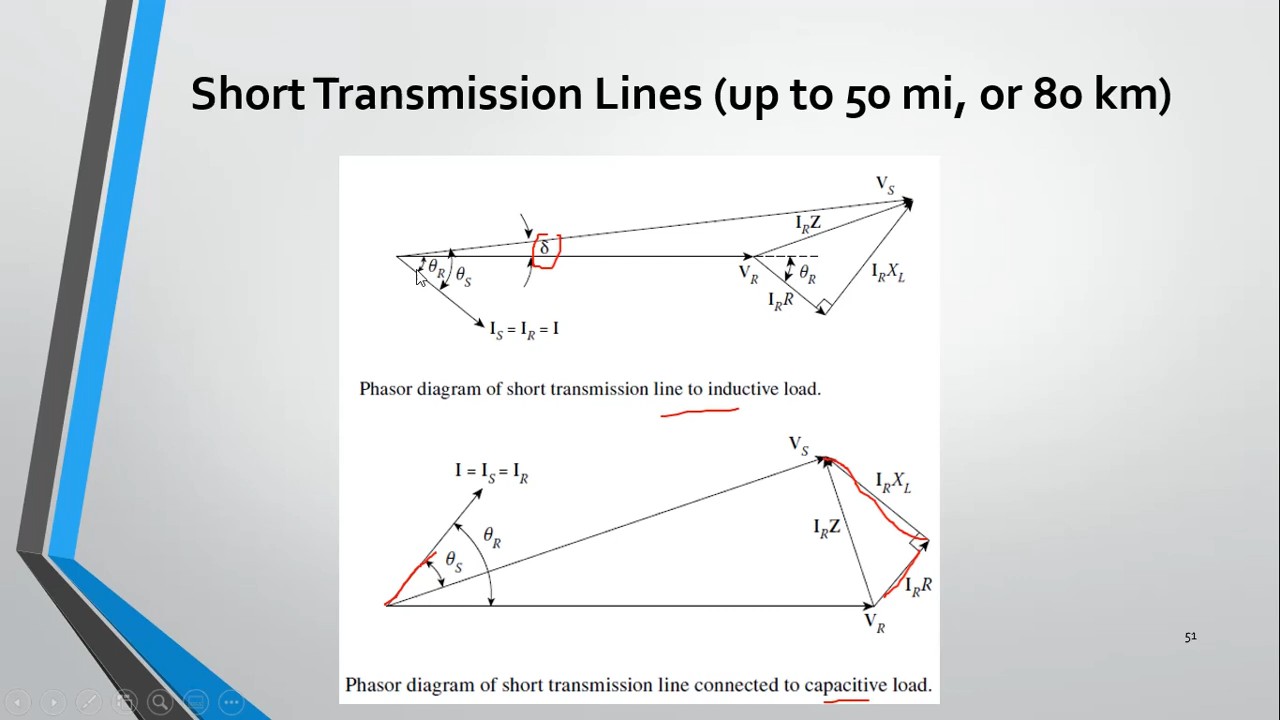 Short Transmission Lines (up to 50 mi, or 80 km)
V_S
I_R Z
δ
θ_R
θ_S
V_R
θ_R
I_R X_L
I_R R
I_S = I_R = I
Phasor diagram of short transmission line to inductive load.
V_S
I = I_S = I_R
I_R X_L
I_R Z
θ_R
θ_S
I_R R
V_R
51
Phasor diagram of short transmission line connected to capacitive load.